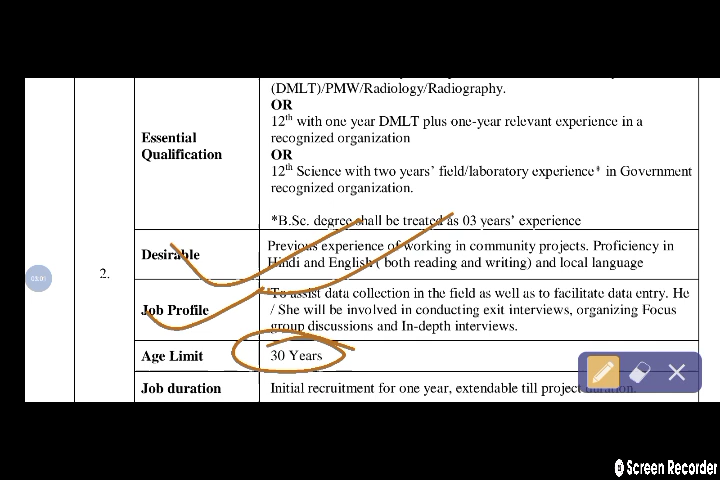 (DMLT)/PMW/Radiology/Radiography.
OR
12th with one year DMLT plus one-year relevant experience in a
recognized organization
Essential
Qualification
OR
12th Science with two years' field/laboratory experience* in Government
recognized organization.
*B.Sc. degree shall be treated as 03 years' experience
2.
Desirable
Previous experience of working in community projects. Proficiency in
Hindi and English ( both reading and writing) and local language
Job Profile
To assist data collection in the field as well as to facilitate data entry. He
/ She will be involved in conducting exit interviews, organizing Focus
group discussions and In-depth interviews.
Age Limit
30 Years
Job duration
Initial recruitment for one year, extendable till project duration.
03:01
Screen Recorder